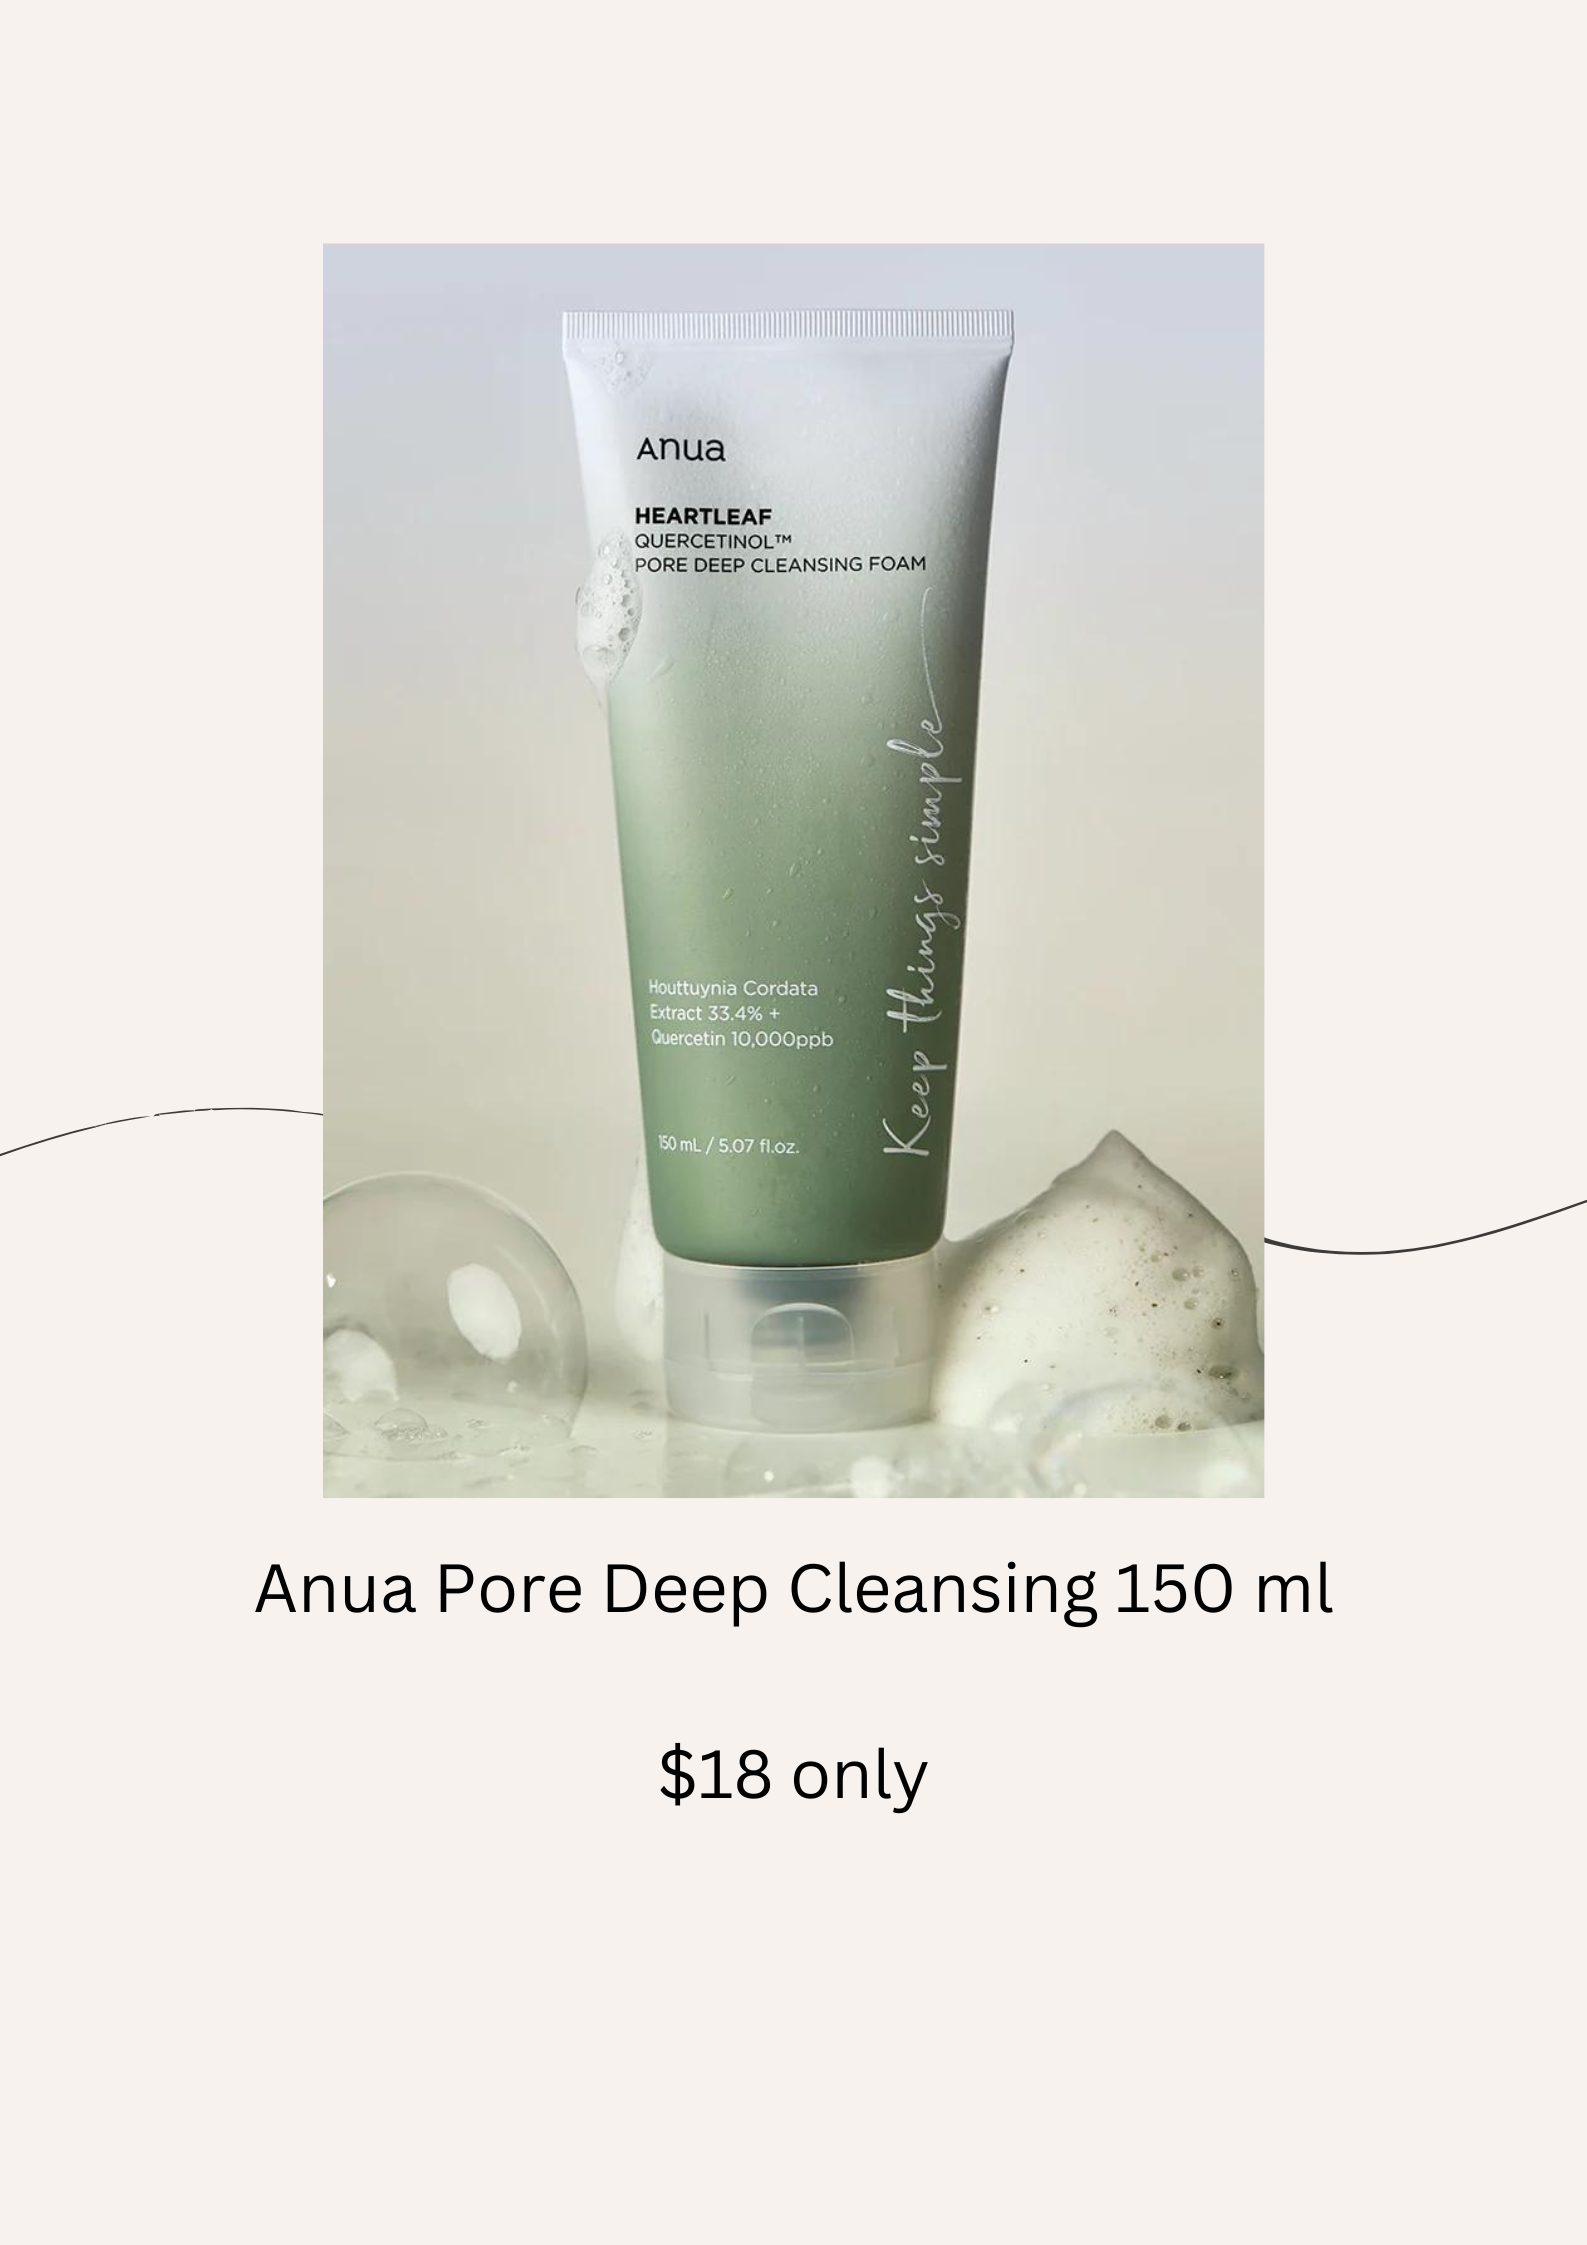 Anua
HEARTLEAF
QUERCETINOL™
PORE DEEP CLEANSING FOAM
Keep things simple
Houttuynia Cordata
Extract 33.4% +
Quercetin 10,000ppb
150 mL / 5.07 fl.oz.
Anua Pore Deep Cleansing 150 ml
$18 only